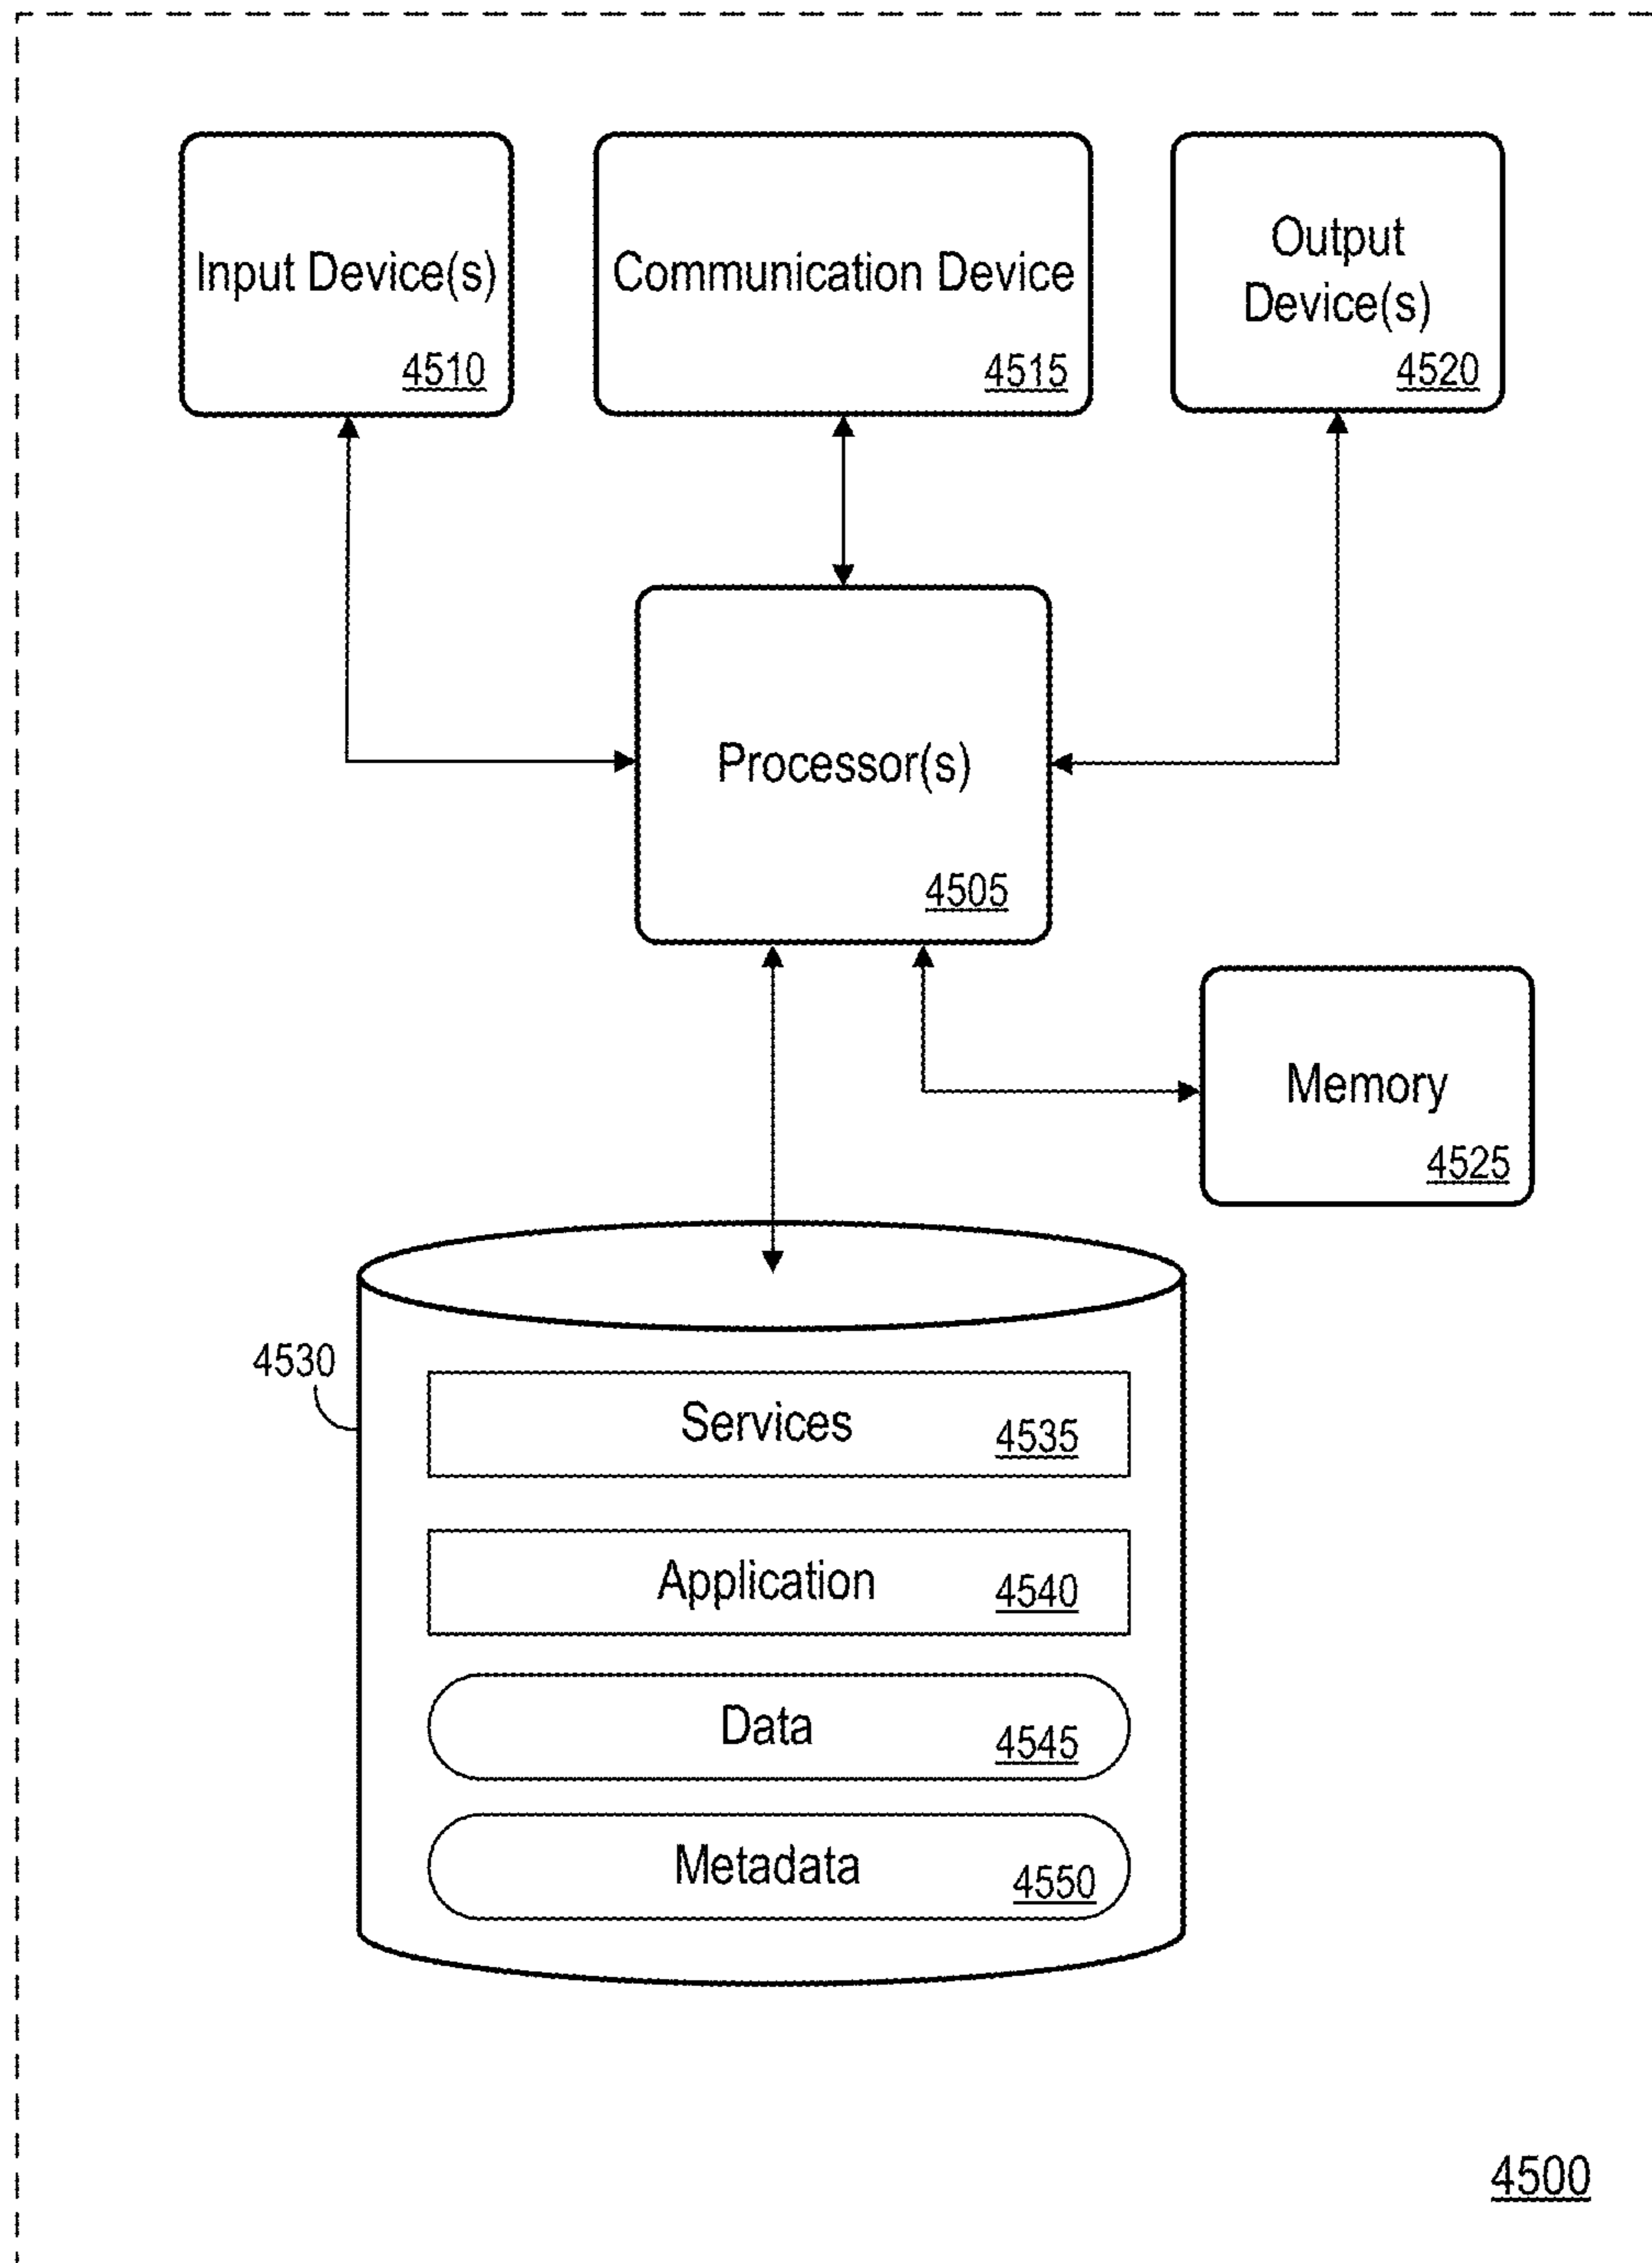 Input Device(s)
4510
Communication Device
4515
Output
Device(s)
4520
Processor(s)
4505
Memory
4525
4530
Services
4535
Application
4540
Data
4545
Metadata
4550
4500